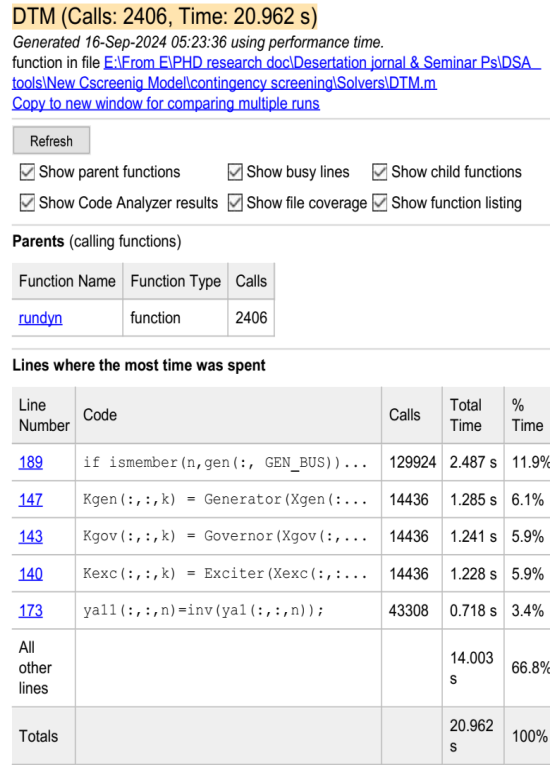 DTM (Calls: 2406, Time: 20.962 s)
Generated 16-Sep-2024 05:23:36 using performance time.
function in file E:\From E\PHD research doc\Desertation jornal & Seminar Ps\DSA_
tools\New Cscreenig Model\contingency screening\Solvers\DTM.m
Copy to new window for comparing multiple runs
Refresh
Show parent functions Show busy lines Show child functions
Show Code Analyzer results Show file coverage Show function listing
Parents (calling functions)
Function Name Function Type Calls
rundyn function 2406
Lines where the most time was spent
Line Number Code Calls Total Time % Time
189 if ismember(n,gen(:, GEN_BUS))... 129924 2.487 s 11.9%
147 Kgen(:,:,k) = Generator(Xgen(:... 14436 1.285 s 6.1%
143 Kgov(:,:,k) = Governor(Xgov(:,... 14436 1.241 s 5.9%
140 Kexc(:,:,k) = Exciter(Xexc(:,:... 14436 1.228 s 5.9%
173 ya11(:,:,n)=inv(ya1(:,:,n)); 43308 0.718 s 3.4%
All other lines 14.003 s 66.8%
Totals 20.962 s 100%